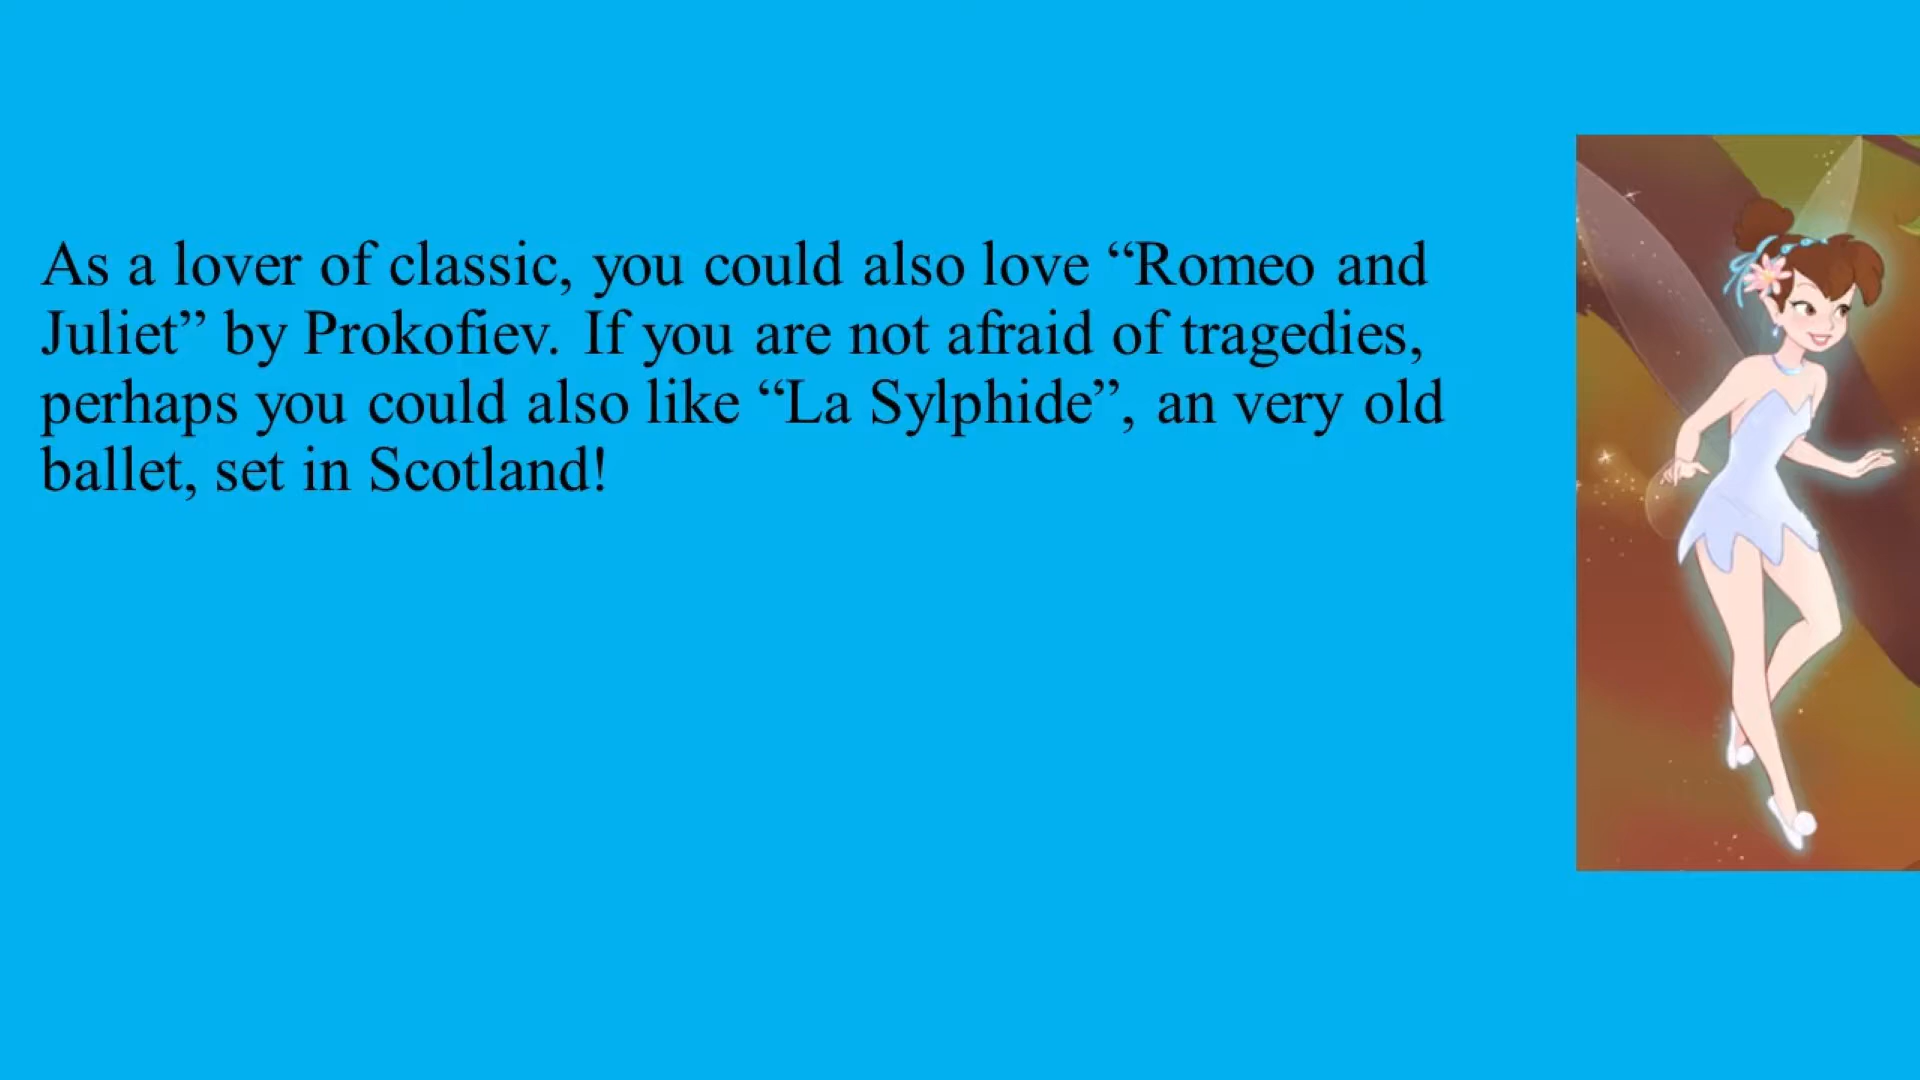 As a lover of classic, you could also love “Romeo and
Juliet” by Prokofiev. If you are not afraid of tragedies,
perhaps you could also like “La Sylphide”, an very old
ballet, set in Scotland!